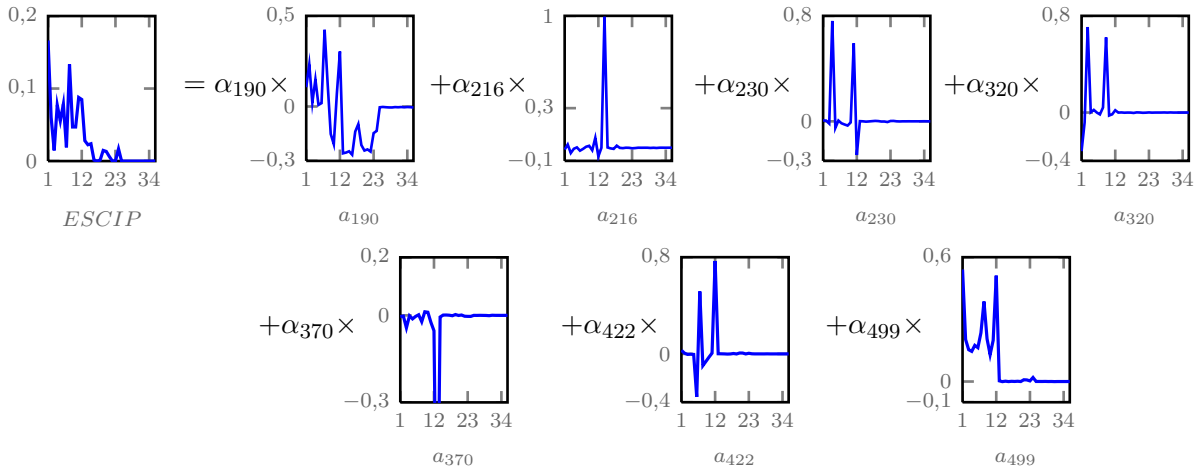 0,2 0,5 1 0,8 0,8
0,1 = α190× 0 +α216× 0,3 +α230× 0 +α320× 0
0 −0,3 −0,1 −0,3 −0,4
1 12 23 34 1 12 23 34 1 12 23 34 1 12 23 34 1 12 23 34
ESCIP a190 a216 a230 a320
0,2 0,8 0,6
+α370× 0 +α422× 0 +α499× 0
−0,3 −0,4 −0,1
1 12 23 34 1 12 23 34 1 12 23 34
a370 a422 a499